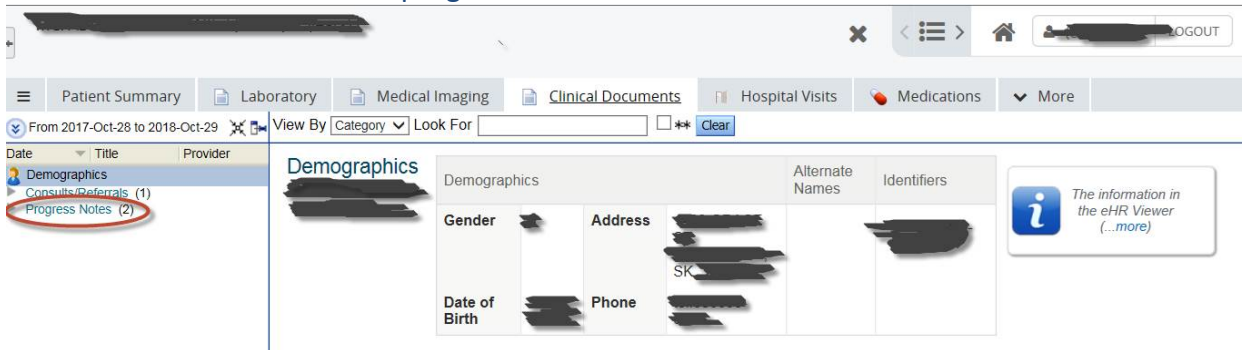 LOGOUT
Patient Summary Laboratory Medical Imaging Clinical Documents Hospital Visits Medications More
From 2017-Oct-28 to 2018-Oct-29 View By Category Look For ** Clear
Date Title Provider
Demographics
Consults/Referrals (1)
Progress Notes (2)
Demographics
Demographics Alternate Names Identifiers
Gender Address
SK
Date of Birth Phone
The information in
the eHR Viewer
(...more)